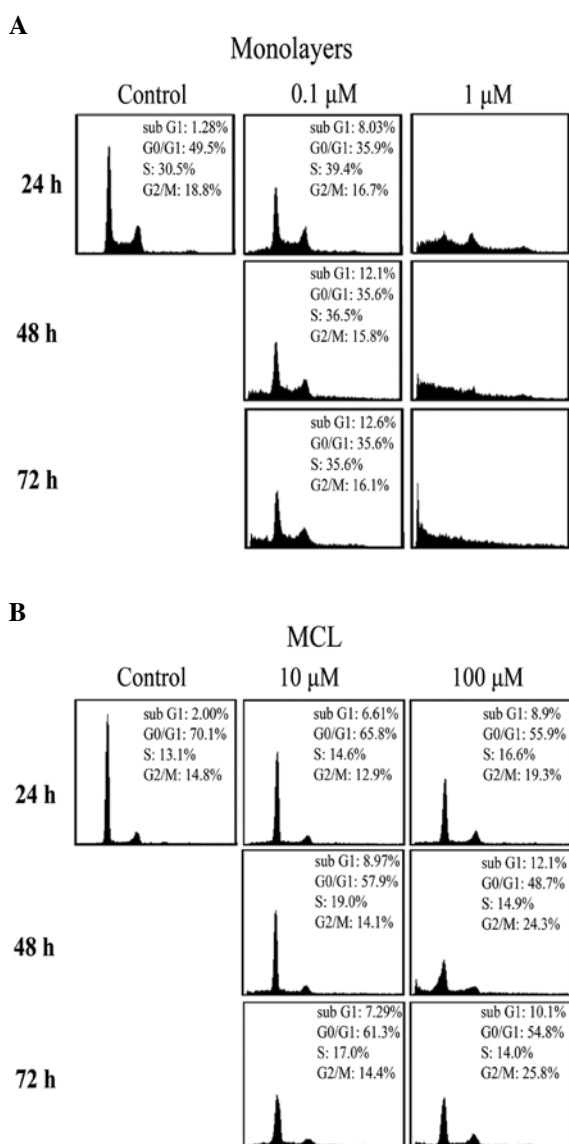 A
Monolayers
Control
0.1 µM
1 µM
24 h
sub G1: 1.28%
G0/G1: 49.5%
S: 30.5%
G2/M: 18.8%
sub G1: 8.03%
G0/G1: 35.9%
S: 39.4%
G2/M: 16.7%
48 h
sub G1: 12.1%
G0/G1: 35.6%
S: 36.5%
G2/M: 15.8%
72 h
sub G1: 12.6%
G0/G1: 35.6%
S: 35.6%
G2/M: 16.1%
B
MCL
Control
10 µM
100 µM
24 h
sub G1: 2.00%
G0/G1: 70.1%
S: 13.1%
G2/M: 14.8%
sub G1: 6.61%
G0/G1: 65.8%
S: 14.6%
G2/M: 12.9%
sub G1: 8.9%
G0/G1: 55.9%
S: 16.6%
G2/M: 19.3%
48 h
sub G1: 8.97%
G0/G1: 57.9%
S: 19.0%
G2/M: 14.1%
sub G1: 12.1%
G0/G1: 48.7%
S: 14.9%
G2/M: 24.3%
72 h
sub G1: 7.29%
G0/G1: 61.3%
S: 17.0%
G2/M: 14.4%
sub G1: 10.1%
G0/G1: 54.8%
S: 14.0%
G2/M: 25.8%